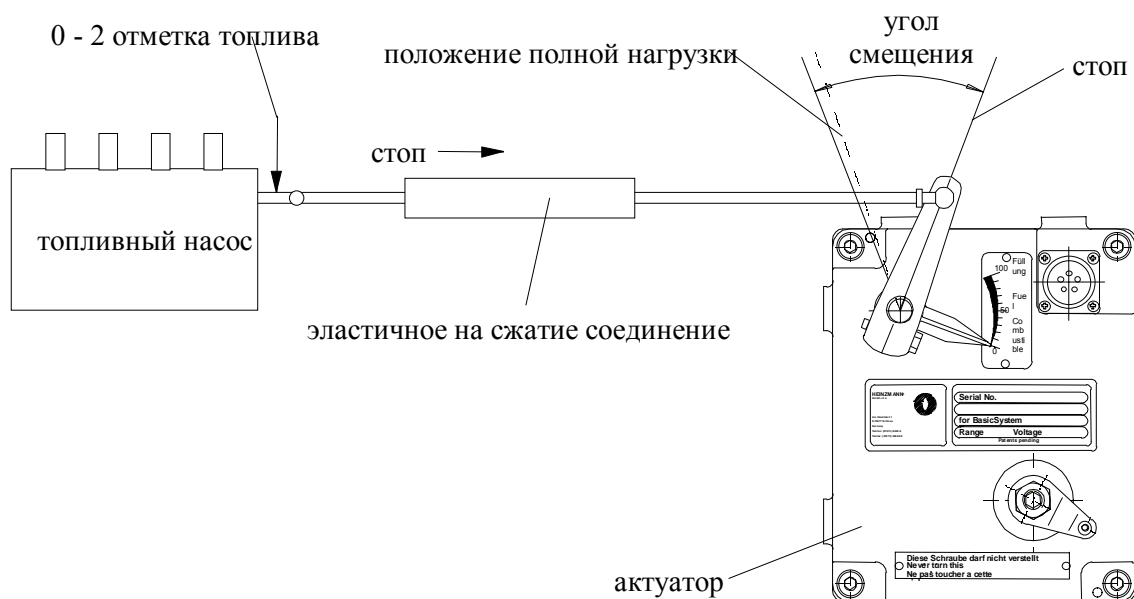 0 - 2 отметка топлива
положение полной нагрузки
угол
смещения
стоп
стоп
топливный насос
эластичное на сжатие соединение
100
Füll
ung
Fue
l
50
Co
mb
usti
ble
0
HEINZMANN
Serial No.
for BasicSystem
Range Voltage
Patents pending
Diese Schraube darf nicht verstellt
Never torn this
Ne paš toucher a cette
актуатор